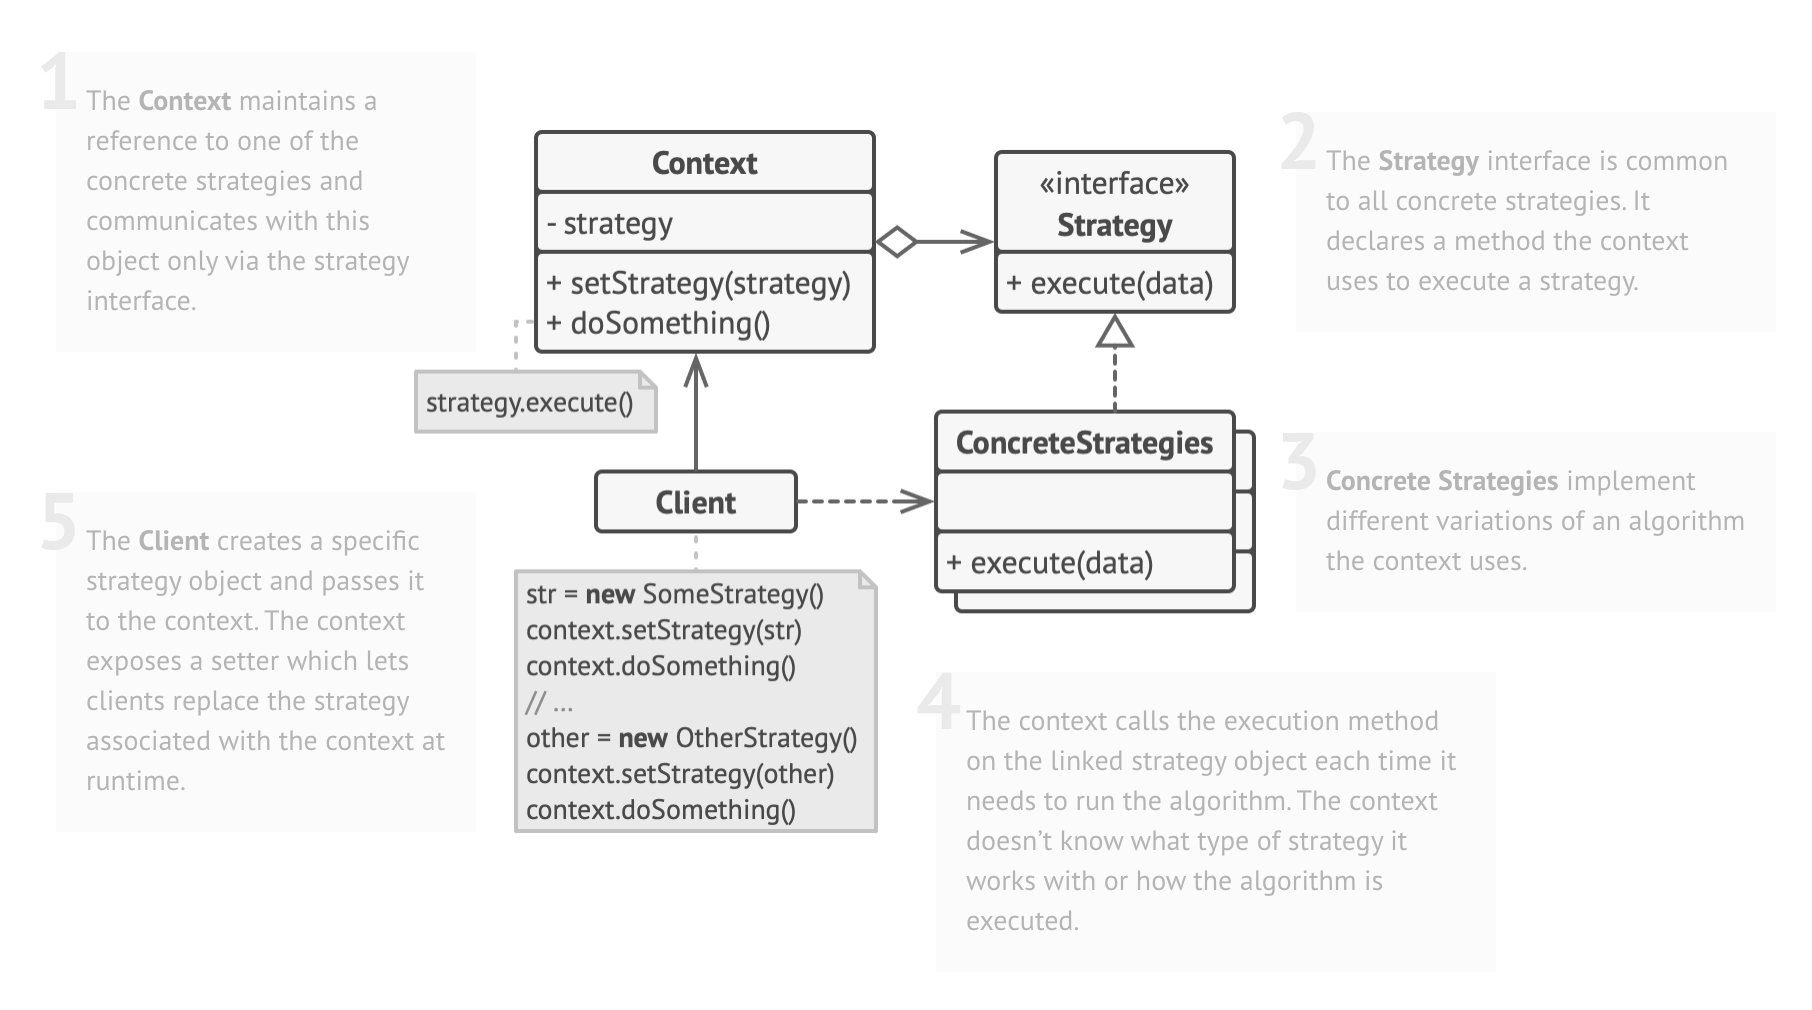 1
The Context maintains a
reference to one of the
concrete strategies and
communicates with this
object only via the strategy
interface.
Context
- strategy
+ setStrategy(strategy)
+ doSomething()
strategy.execute()
«interface»
Strategy
+ execute(data)
2
The Strategy interface is common
to all concrete strategies. It
declares a method the context
uses to execute a strategy.
ConcreteStrategies
+ execute(data)
3
Concrete Strategies implement
different variations of an algorithm
the context uses.
Client
str = new SomeStrategy()
context.setStrategy(str)
context.doSomething()
// ...
other = new OtherStrategy()
context.setStrategy(other)
context.doSomething()
4
The context calls the execution method
on the linked strategy object each time it
needs to run the algorithm. The context
doesn’t know what type of strategy it
works with or how the algorithm is
executed.
5
The Client creates a specific
strategy object and passes it
to the context. The context
exposes a setter which lets
clients replace the strategy
associated with the context at
runtime.